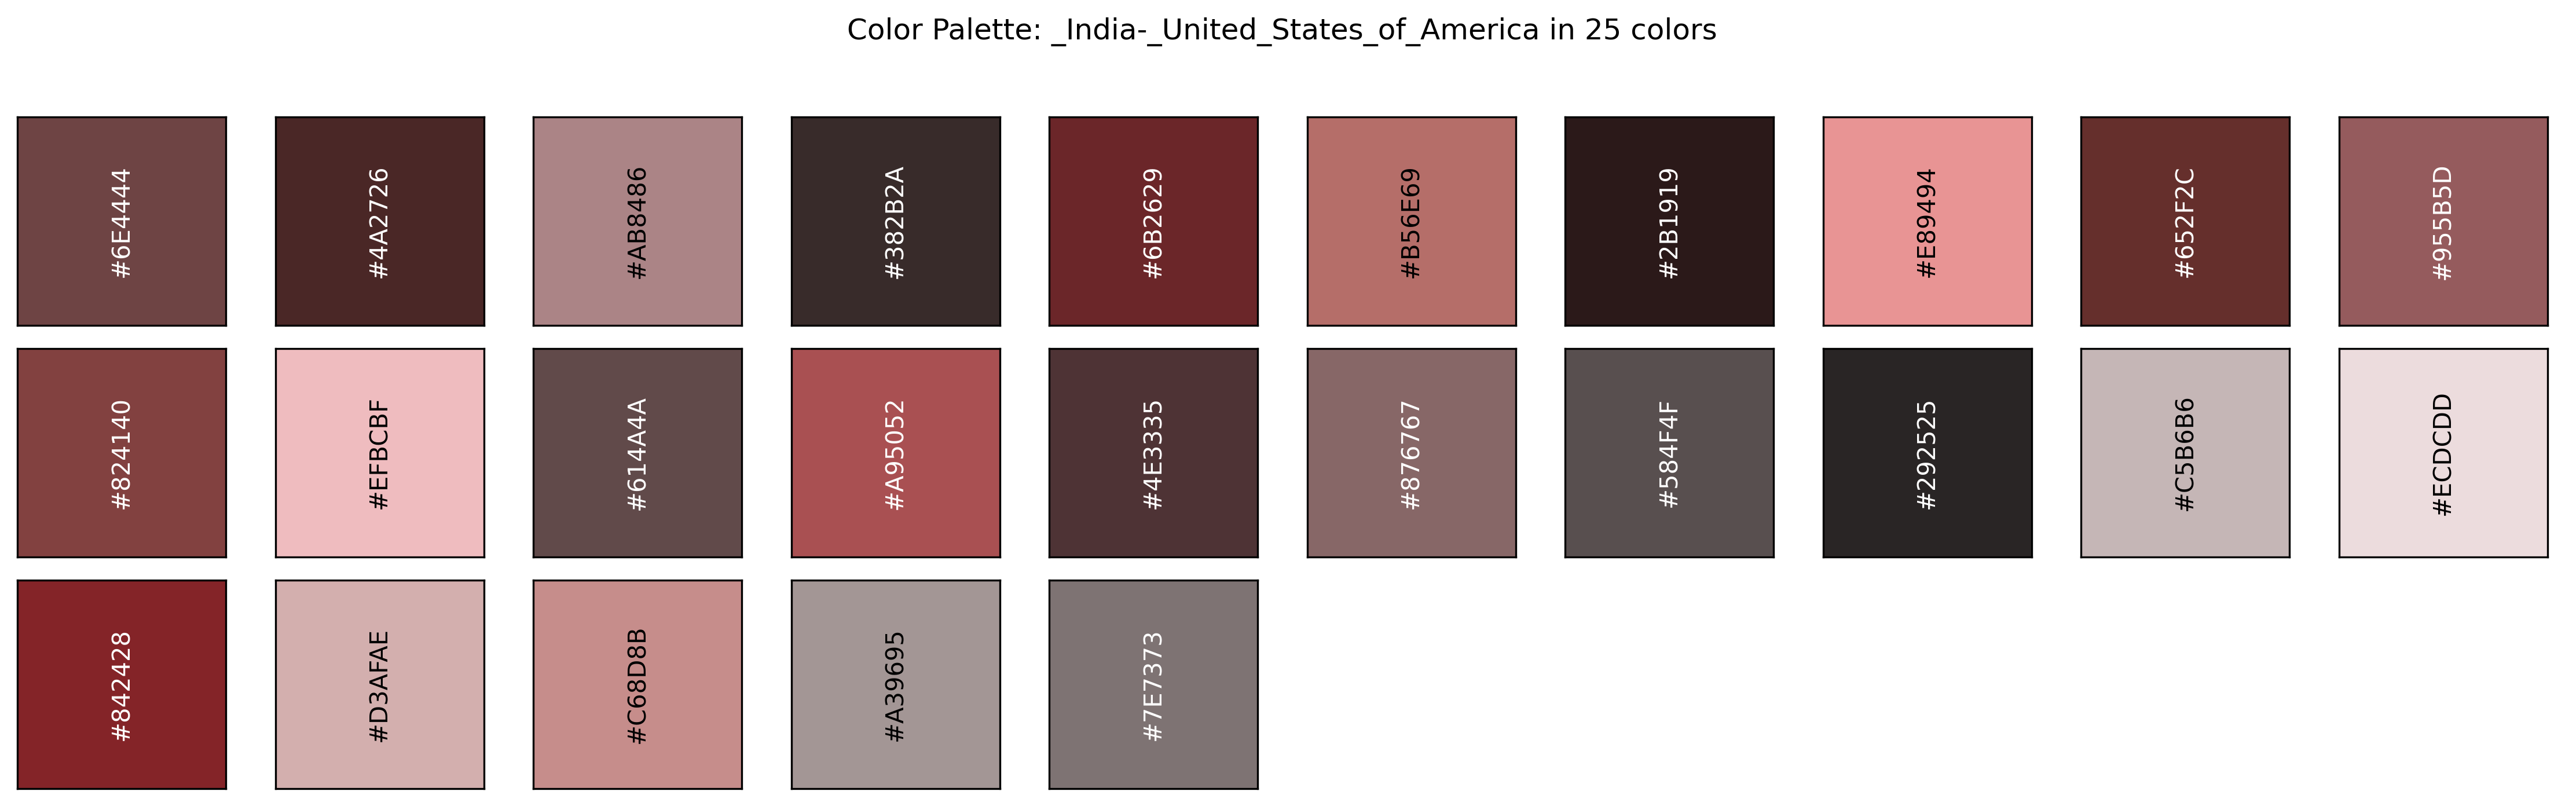 Color Palette: _India-_United_States_of_America in 25 colors
#6E4444
#4A2726
#AB8486
#382B2A
#6B2629
#B56E69
#2B1919
#E89494
#652F2C
#955B5D
#824140
#EFBCBF
#614A4A
#A95052
#4E3335
#876767
#584F4F
#292525
#C5B6B6
#ECDCDD
#842428
#D3AFAE
#C68D8B
#A39695
#7E7373